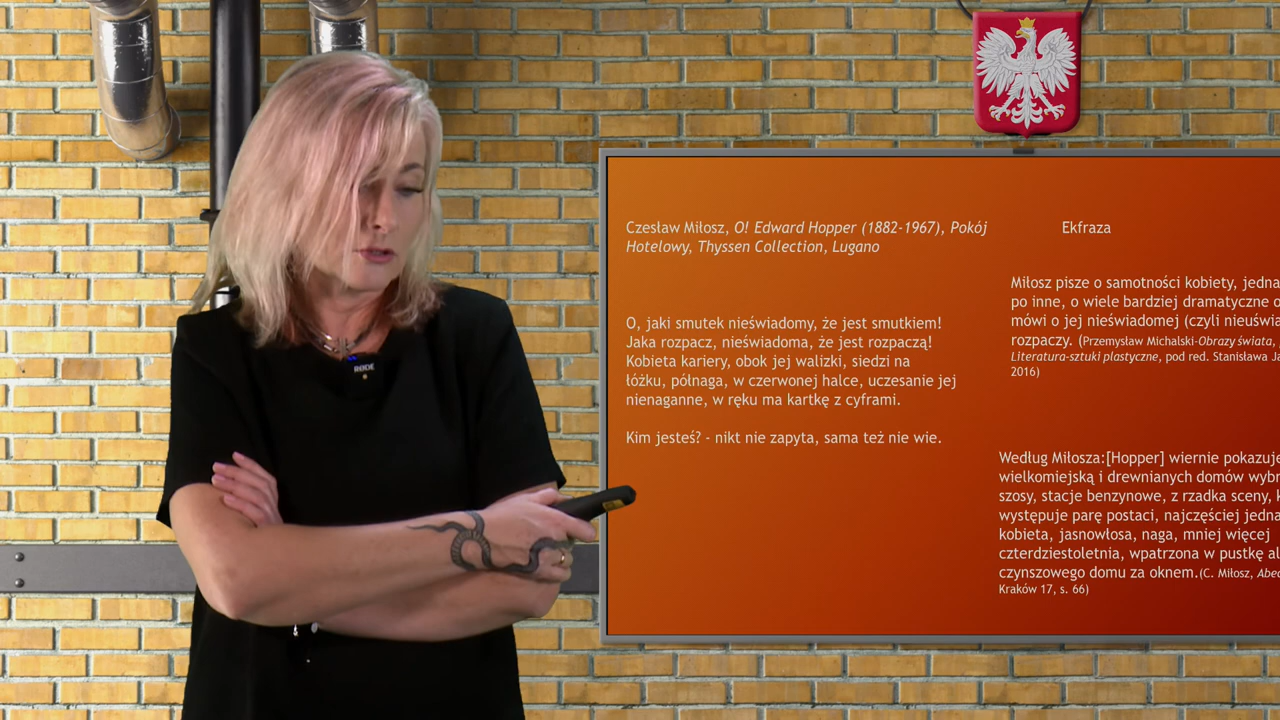 Czesław Miłosz, O! Edward Hopper (1882-1967), Pokój
Hotelowy, Thyssen Collection, Lugano
O, jaki smutek nieświadomy, że jest smutkiem!
Jaka rozpacz, nieświadoma, że jest rozpaczą!
Kobieta kariery, obok jej walizki, siedzi na
łóżku, półnaga, w czerwonej halce, uczesanie jej
nienaganne, w ręku ma kartkę z cyframi.
Kim jesteś? - nikt nie zapyta, sama też nie wie.
Ekfraza
Miłosz pisze o samotności kobiety, jedna
po inne, o wiele bardziej dramatyczne o
mówi o jej nieświadomej (czyli nieuświa
rozpaczy. (Przemysław Michalski-Obrazy świata,
Literatura-sztuki plastyczne, pod red. Stanisława Ja
2016)
Według Miłosza:[Hopper] wiernie pokazuje
wielkomiejską i drewnianych domów wybr
szosy, stacje benzynowe, z rzadka sceny, k
występuje parę postaci, najczęściej jedna
kobieta, jasnowłosa, naga, mniej więcej
czterdziestoletnia, wpatrzona w pustkę al
czynszowego domu za oknem.(C. Miłosz, Abec
Kraków 17, s. 66)
RØDE